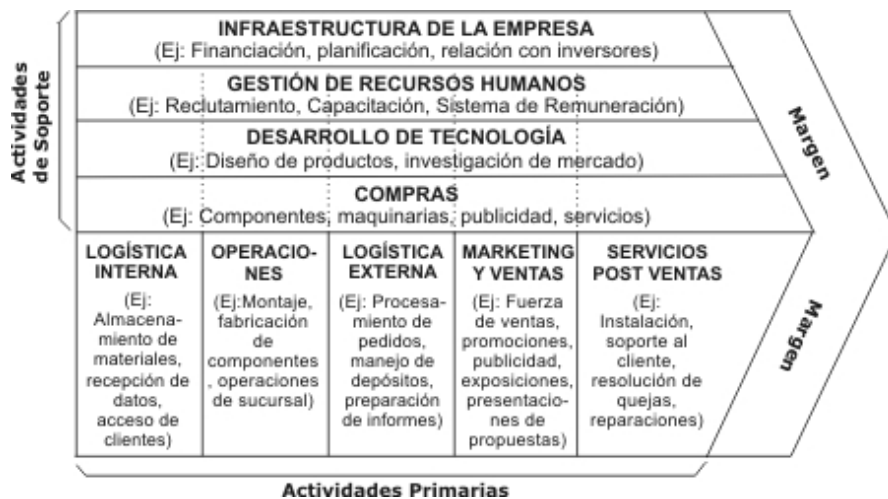 Actividades
de Soporte
INFRAESTRUCTURA DE LA EMPRESA
(Ej: Financiación, planificación, relación con inversores)
GESTIÓN DE RECURSOS HUMANOS
(Ej: Reclutamiento, Capacitación, Sistema de Remuneración)
DESARROLLO DE TECNOLOGÍA
(Ej: Diseño de productos, investigación de mercado)
COMPRAS
(Ej: Componentes, maquinarias, publicidad, servicios)
Margen
LOGÍSTICA
INTERNA
(Ej:
Almacena-
miento de
materiales,
recepción de
datos,
acceso de
clientes)
OPERACIO-
NES
(Ej:Montaje,
fabricación
de
componentes
, operaciones
de sucursal)
LOGÍSTICA
EXTERNA
(Ej: Procesa-
miento de
pedidos,
manejo de
depósitos,
preparación
de informes)
MARKETING
Y VENTAS
(Ej: Fuerza
de ventas,
promociones,
publicidad,
exposiciones,
presentacio-
nes de
propuestas)
SERVICIOS
POST VENTAS
(Ej:
Instalación,
soporte al
cliente,
resolución de
quejas,
reparaciones)
Margen
Actividades Primarias